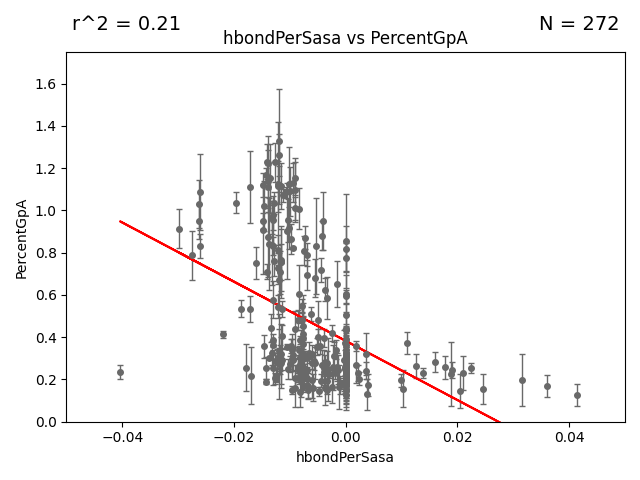 r^2 = 0.21
N = 272
hbondPerSasa vs PercentGpA
1.6
1.4
1.2
1.0
0.8
0.6
0.4
0.2
0.0
PercentGpA
−0.04
−0.02
0.00
0.02
0.04
hbondPerSasa